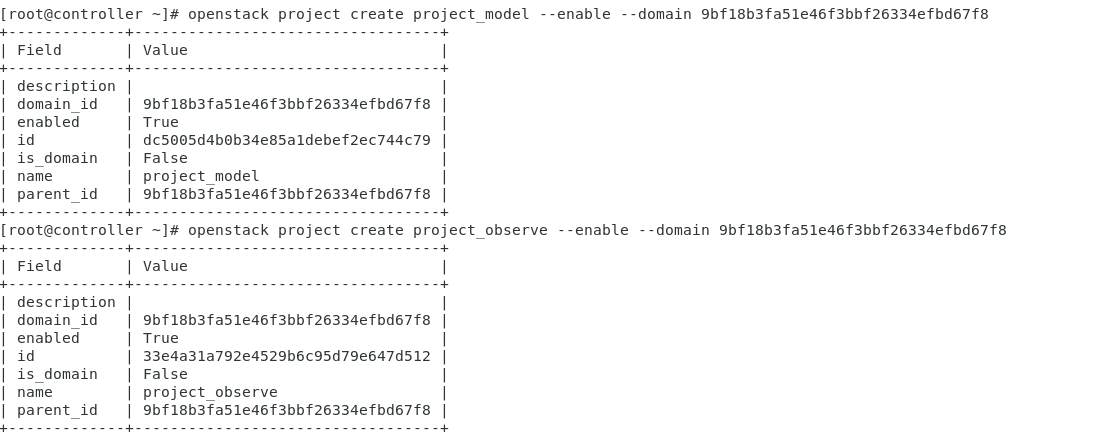 [root@controller ~]# openstack project create project_model --enable --domain 9bf18b3fa51e46f3bbf26334efbd67f8
+-------------+----------------------------------+
| Field       | Value                            |
+-------------+----------------------------------+
| description |                                  |
| domain_id   | 9bf18b3fa51e46f3bbf26334efbd67f8 |
| enabled     | True                             |
| id          | dc5005d4b0b34e85a1debef2ec744c79 |
| is_domain   | False                            |
| name        | project_model                    |
| parent_id   | 9bf18b3fa51e46f3bbf26334efbd67f8 |
+-------------+----------------------------------+
[root@controller ~]# openstack project create project_observe --enable --domain 9bf18b3fa51e46f3bbf26334efbd67f8
+-------------+----------------------------------+
| Field       | Value                            |
+-------------+----------------------------------+
| description |                                  |
| domain_id   | 9bf18b3fa51e46f3bbf26334efbd67f8 |
| enabled     | True                             |
| id          | 33e4a31a792e4529b6c95d79e647d512 |
| is_domain   | False                            |
| name        | project_observe                  |
| parent_id   | 9bf18b3fa51e46f3bbf26334efbd67f8 |
+-------------+----------------------------------+